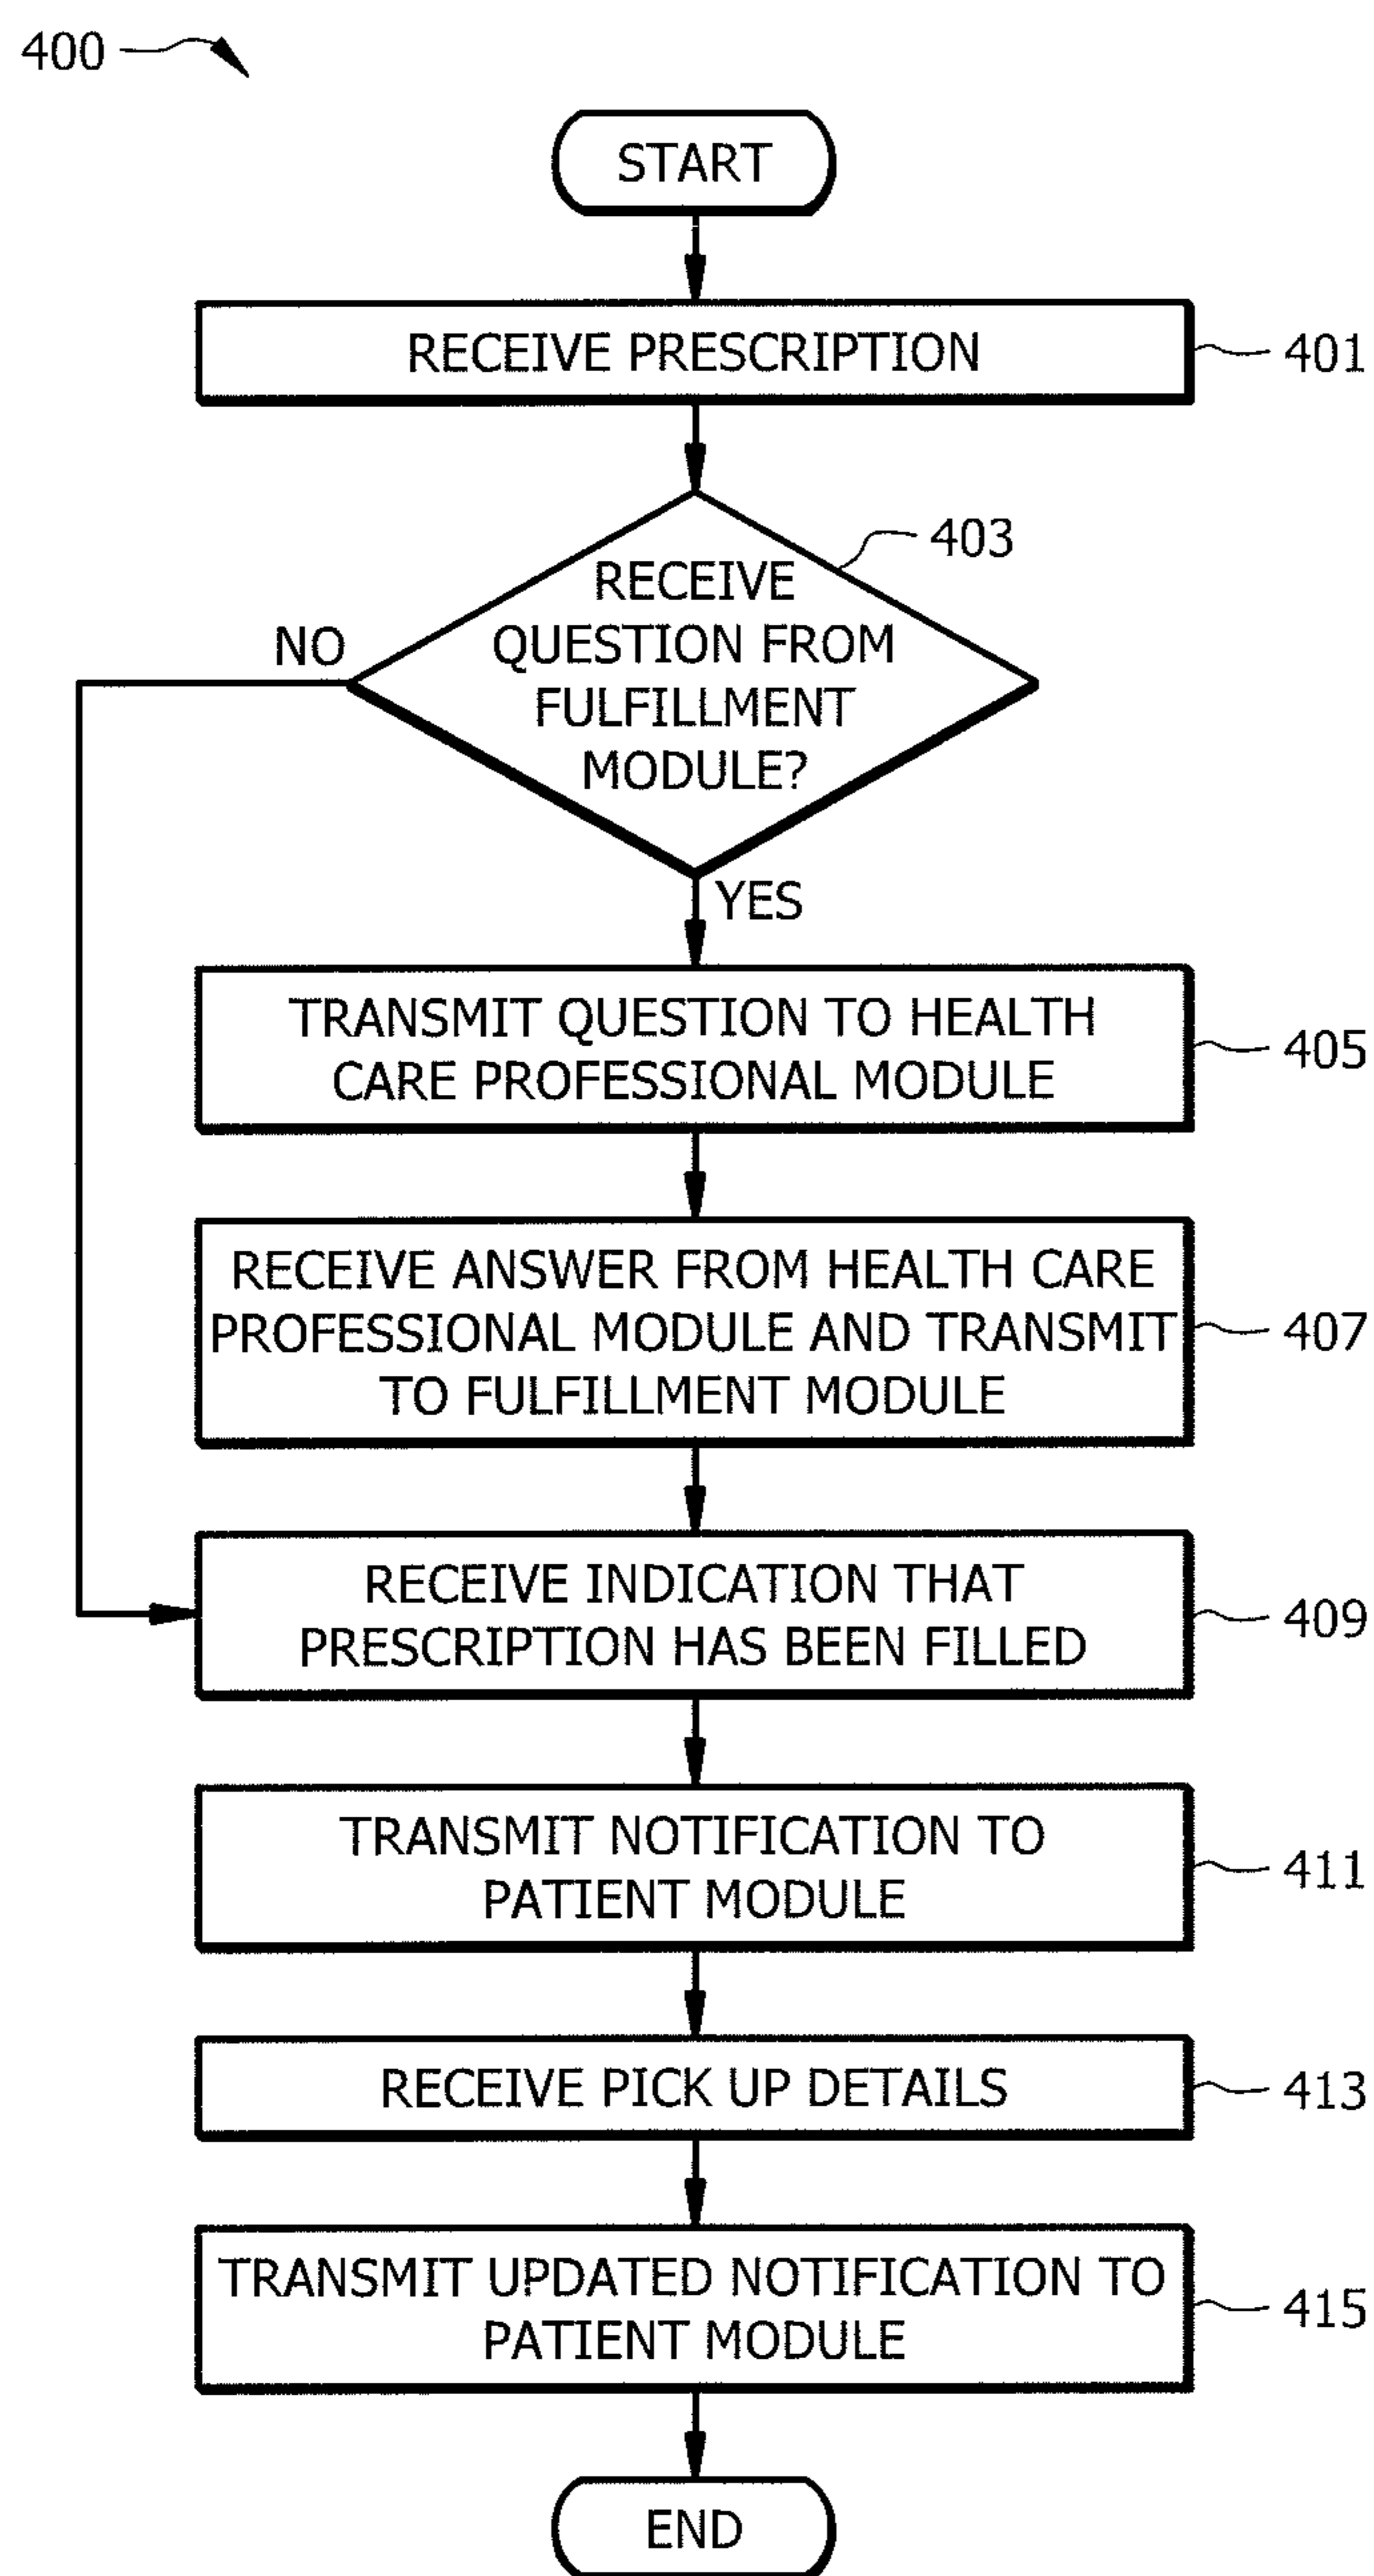 400
START
RECEIVE PRESCRIPTION
401
403
RECEIVE
QUESTION FROM
FULFILLMENT
MODULE?
NO
YES
TRANSMIT QUESTION TO HEALTH
CARE PROFESSIONAL MODULE
405
RECEIVE ANSWER FROM HEALTH CARE
PROFESSIONAL MODULE AND TRANSMIT
TO FULFILLMENT MODULE
407
RECEIVE INDICATION THAT
PRESCRIPTION HAS BEEN FILLED
409
TRANSMIT NOTIFICATION TO
PATIENT MODULE
411
RECEIVE PICK UP DETAILS
413
TRANSMIT UPDATED NOTIFICATION TO
PATIENT MODULE
415
END